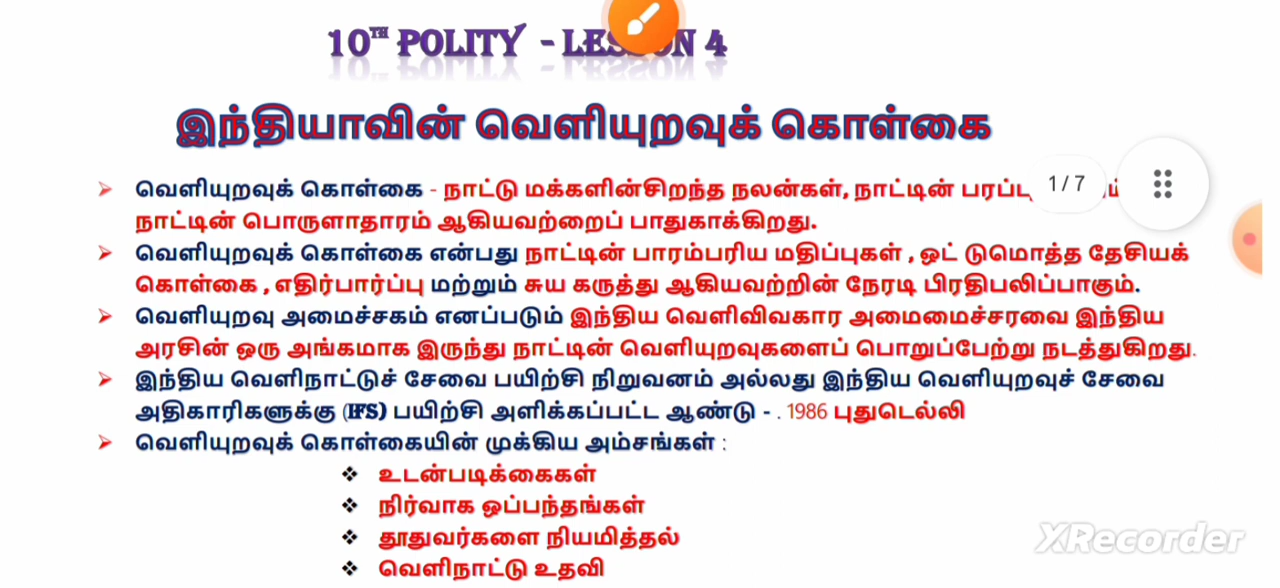 10TH POLITY - LESSON 4
இந்தியாவின் வெளியுறவுக் கொள்கை
➢ வெளியுறவுக் கொள்கை - நாட்டு மக்களின்சிறந்த நலன்கள், நாட்டின்
1 / 7
நாட்டின் பொருளாதாரம் ஆகியவற்றைப் பாதுகாக்கிறது.
➢ வெளியுறவுக் கொள்கை என்பது நாட்டின் பாரம்பரிய மதிப்புகள் , ஒட் டுமொத்த தேசியக்
கொள்கை , எதிர்பார்ப்பு மற்றும் சுய கருத்து ஆகியவற்றின் நேரடி பிரதிபலிப்பாகும்.
➢ வெளியுறவு அமைச்சகம் எனப்படும் இந்திய வெளிவிவகார அமைமைச்சரவை இந்திய
அரசின் ஒரு அங்கமாக இருந்து நாட்டின் வெளியுறவுகளைப் பொறுப்பேற்று நடத்துகிறது.
➢ இந்திய வெளிநாட்டுச் சேவை பயிற்சி நிறுவனம் அல்லது இந்திய வெளியுறவுச் சேவை
அதிகாரிகளுக்கு (IFS) பயிற்சி அளிக்கப்பட்ட ஆண்டு - . 1986 புதுடெல்லி
➢ வெளியுறவுக் கொள்கையின் முக்கிய அம்சங்கள் :
❖ உடன்படிக்கைகள்
❖ நிர்வாக ஒப்பந்தங்கள்
❖ தூதுவர்களை நியமித்தல்
❖ வெளிநாட்டு உதவி
XRecorder